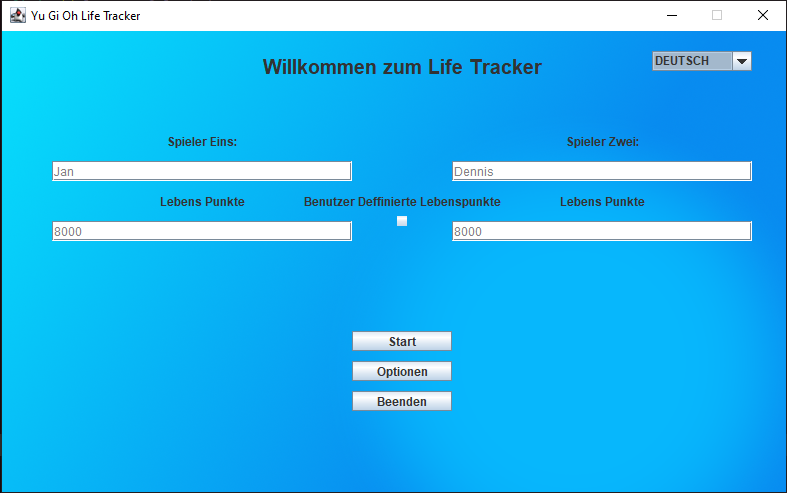 Yu Gi Oh Life Tracker
Willkommen zum Life Tracker
DEUTSCH
Spieler Eins:
Spieler Zwei:
Jan
Dennis
Lebens Punkte
Benutzer Deffinierte Lebenspunkte
Lebens Punkte
8000
8000
Start
Optionen
Beenden